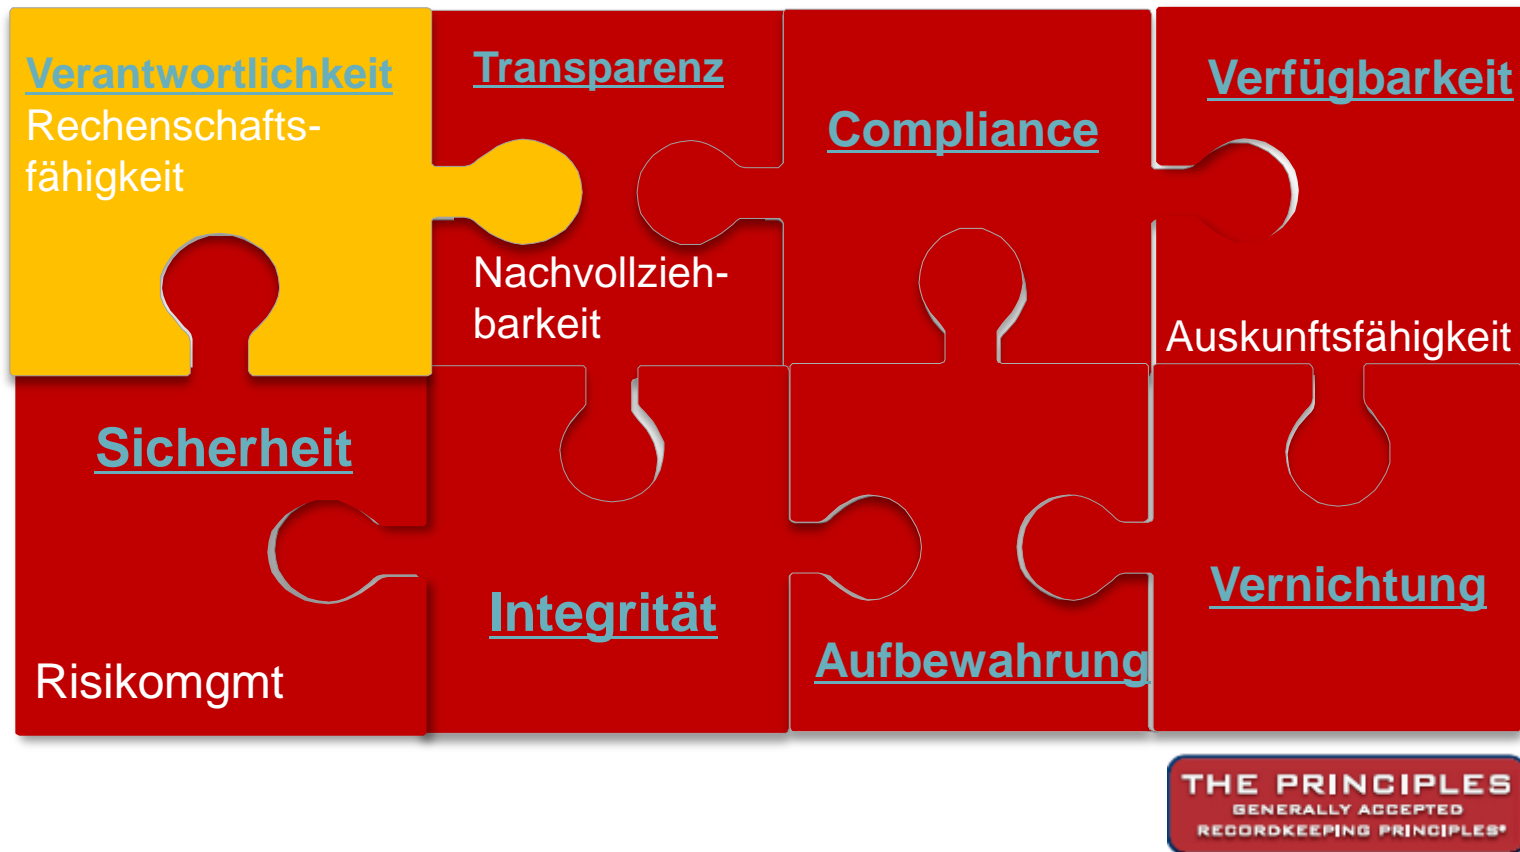 Verantwortlichkeit
Rechenschafts-
fähigkeit
Transparenz
Nachvollzieh-
barkeit
Compliance
Verfügbarkeit
Auskunftsfähigkeit
Sicherheit
Risikomgmt
Integrität
Aufbewahrung
Vernichtung
THE PRINCIPLES
GENERALLY ACCEPTED
RECORDKEEPING PRINCIPLES®